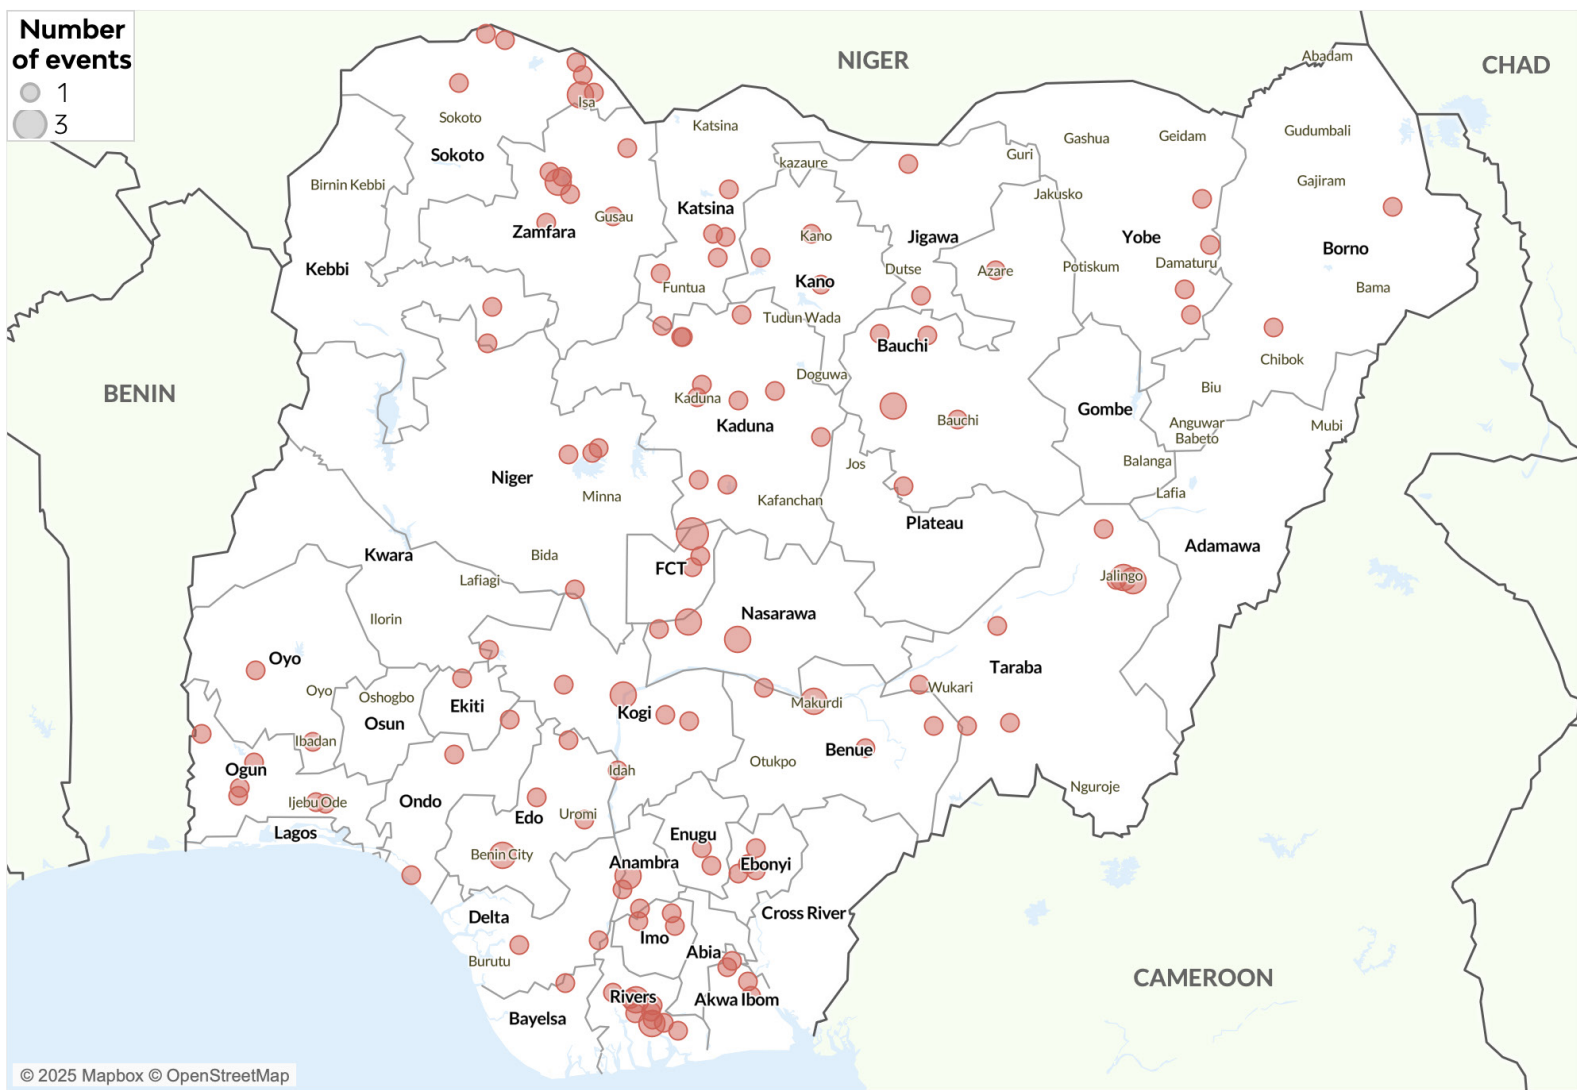 Number
of events
1
3
NIGER
CHAD
BENIN
CAMEROON
Abadam
Isa
Sokoto
Sokoto
Katsina
Gashua
Geidam
Gudumbali
Guri
kazaure
Birnin Kebbi
Gajiram
Jakusko
Katsina
Gusau
Zamfara
Kano
Jigawa
Yobe
Borno
Kebbi
Dutse
Azare
Potiskum
Damaturu
Funtua
Kano
Bama
Tudun Wada
Bauchi
Chibok
Doguwa
Biu
Kaduna
Gombe
Bauchi
Kaduna
Anguwar
Babeto
Mubi
Jos
Balanga
Niger
Minna
Kafanchan
Lafia
Plateau
Adamawa
Kwara
Bida
FCT
Lafiagi
Jalingo
Ilorin
Nasarawa
Oyo
Taraba
Oyo
Oshogbo
Wukari
Ekiti
Makurdi
Kogi
Osun
Ibadan
Benue
Otukpo
Ogun
Idah
Nguroje
Ijebu Ode
Ondo
Edo
Uromi
Lagos
Enugu
Benin City
Anambra
Ebonyi
Delta
Cross River
Imo
Abia
Burutu
Rivers
Akwa Ibom
Bayelsa
© 2025 Mapbox © OpenStreetMap